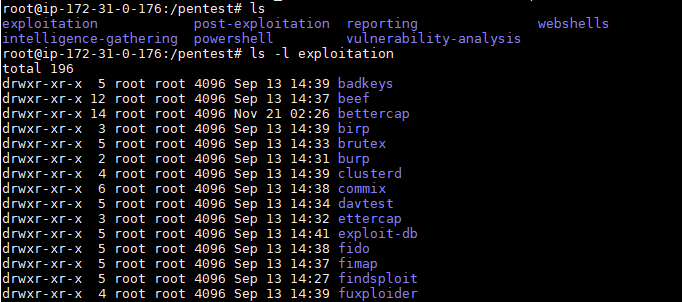 root@ip-172-31-0-176:/pentest# ls
exploitation post-exploitation reporting webshells
intelligence-gathering powershell vulnerability-analysis
root@ip-172-31-0-176:/pentest# ls -l exploitation
total 196
drwxr-xr-x 5 root root 4096 Sep 13 14:39 badkeys
drwxr-xr-x 12 root root 4096 Sep 13 14:37 beef
drwxr-xr-x 14 root root 4096 Nov 21 02:26 bettercap
drwxr-xr-x 3 root root 4096 Sep 13 14:39 birp
drwxr-xr-x 5 root root 4096 Sep 13 14:33 brutex
drwxr-xr-x 2 root root 4096 Sep 13 14:31 burp
drwxr-xr-x 4 root root 4096 Sep 13 14:39 clusterd
drwxr-xr-x 6 root root 4096 Sep 13 14:38 commix
drwxr-xr-x 5 root root 4096 Sep 13 14:34 davtest
drwxr-xr-x 3 root root 4096 Sep 13 14:32 ettercap
drwxr-xr-x 5 root root 4096 Sep 13 14:41 exploit-db
drwxr-xr-x 5 root root 4096 Sep 13 14:38 fido
drwxr-xr-x 5 root root 4096 Sep 13 14:37 fimap
drwxr-xr-x 5 root root 4096 Sep 13 14:27 findsploit
drwxr-xr-x 4 root root 4096 Sep 13 14:39 fuxploider